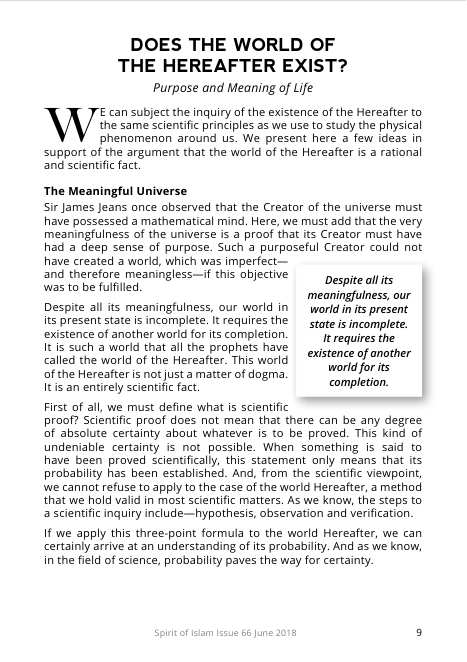 DOES THE WORLD OF
THE HEREAFTER EXIST?
Purpose and Meaning of Life
WE can subject the inquiry of the existence of the Hereafter to
the same scientific principles as we use to study the physical
phenomenon around us. We present here a few ideas in
support of the argument that the world of the Hereafter is a rational
and scientific fact.
The Meaningful Universe
Sir James Jeans once observed that the Creator of the universe must
have possessed a mathematical mind. Here, we must add that the very
meaningfulness of the universe is a proof that its Creator must have
had a deep sense of purpose. Such a purposeful Creator could not
have created a world, which was imperfect—
and therefore meaningless—if this objective
was to be fulfilled.
Despite all its meaningfulness, our world in
its present state is incomplete. It requires the
existence of another world for its completion.
It is such a world that all the prophets have
called the world of the Hereafter. This world
of the Hereafter is not just a matter of dogma.
It is an entirely scientific fact.
Despite all its
meaningfulness, our
world in its present
state is incomplete.
It requires the
existence of another
world for its
completion.
First of all, we must define what is scientific
proof? Scientific proof does not mean that there can be any degree
of absolute certainty about whatever is to be proved. This kind of
undeniable certainty is not possible. When something is said to
have been proved scientifically, this statement only means that its
probability has been established. And, from the scientific viewpoint,
we cannot refuse to apply to the case of the world Hereafter, a method
that we hold valid in most scientific matters. As we know, the steps to
a scientific inquiry include—hypothesis, observation and verification.
If we apply this three-point formula to the world Hereafter, we can
certainly arrive at an understanding of its probability. And as we know,
in the field of science, probability paves the way for certainty.
Spirit of Islam Issue 66 June 2018
9